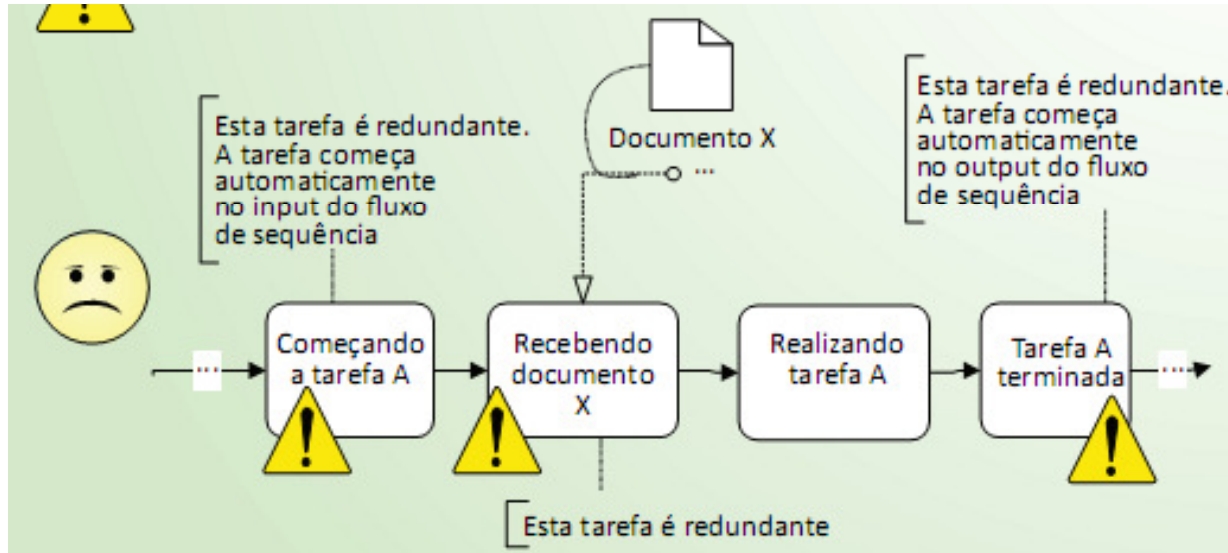 Esta tarefa é redundante.
A tarefa começa
automaticamente
no input do fluxo
de sequência
Documento X
...
Esta tarefa é redundante.
A tarefa começa
automaticamente
no output do fluxo
de sequência
...
Começando
a tarefa A
Recebendo
documento
X
Realizando
tarefa A
Tarefa A
terminada
...
Esta tarefa é redundante